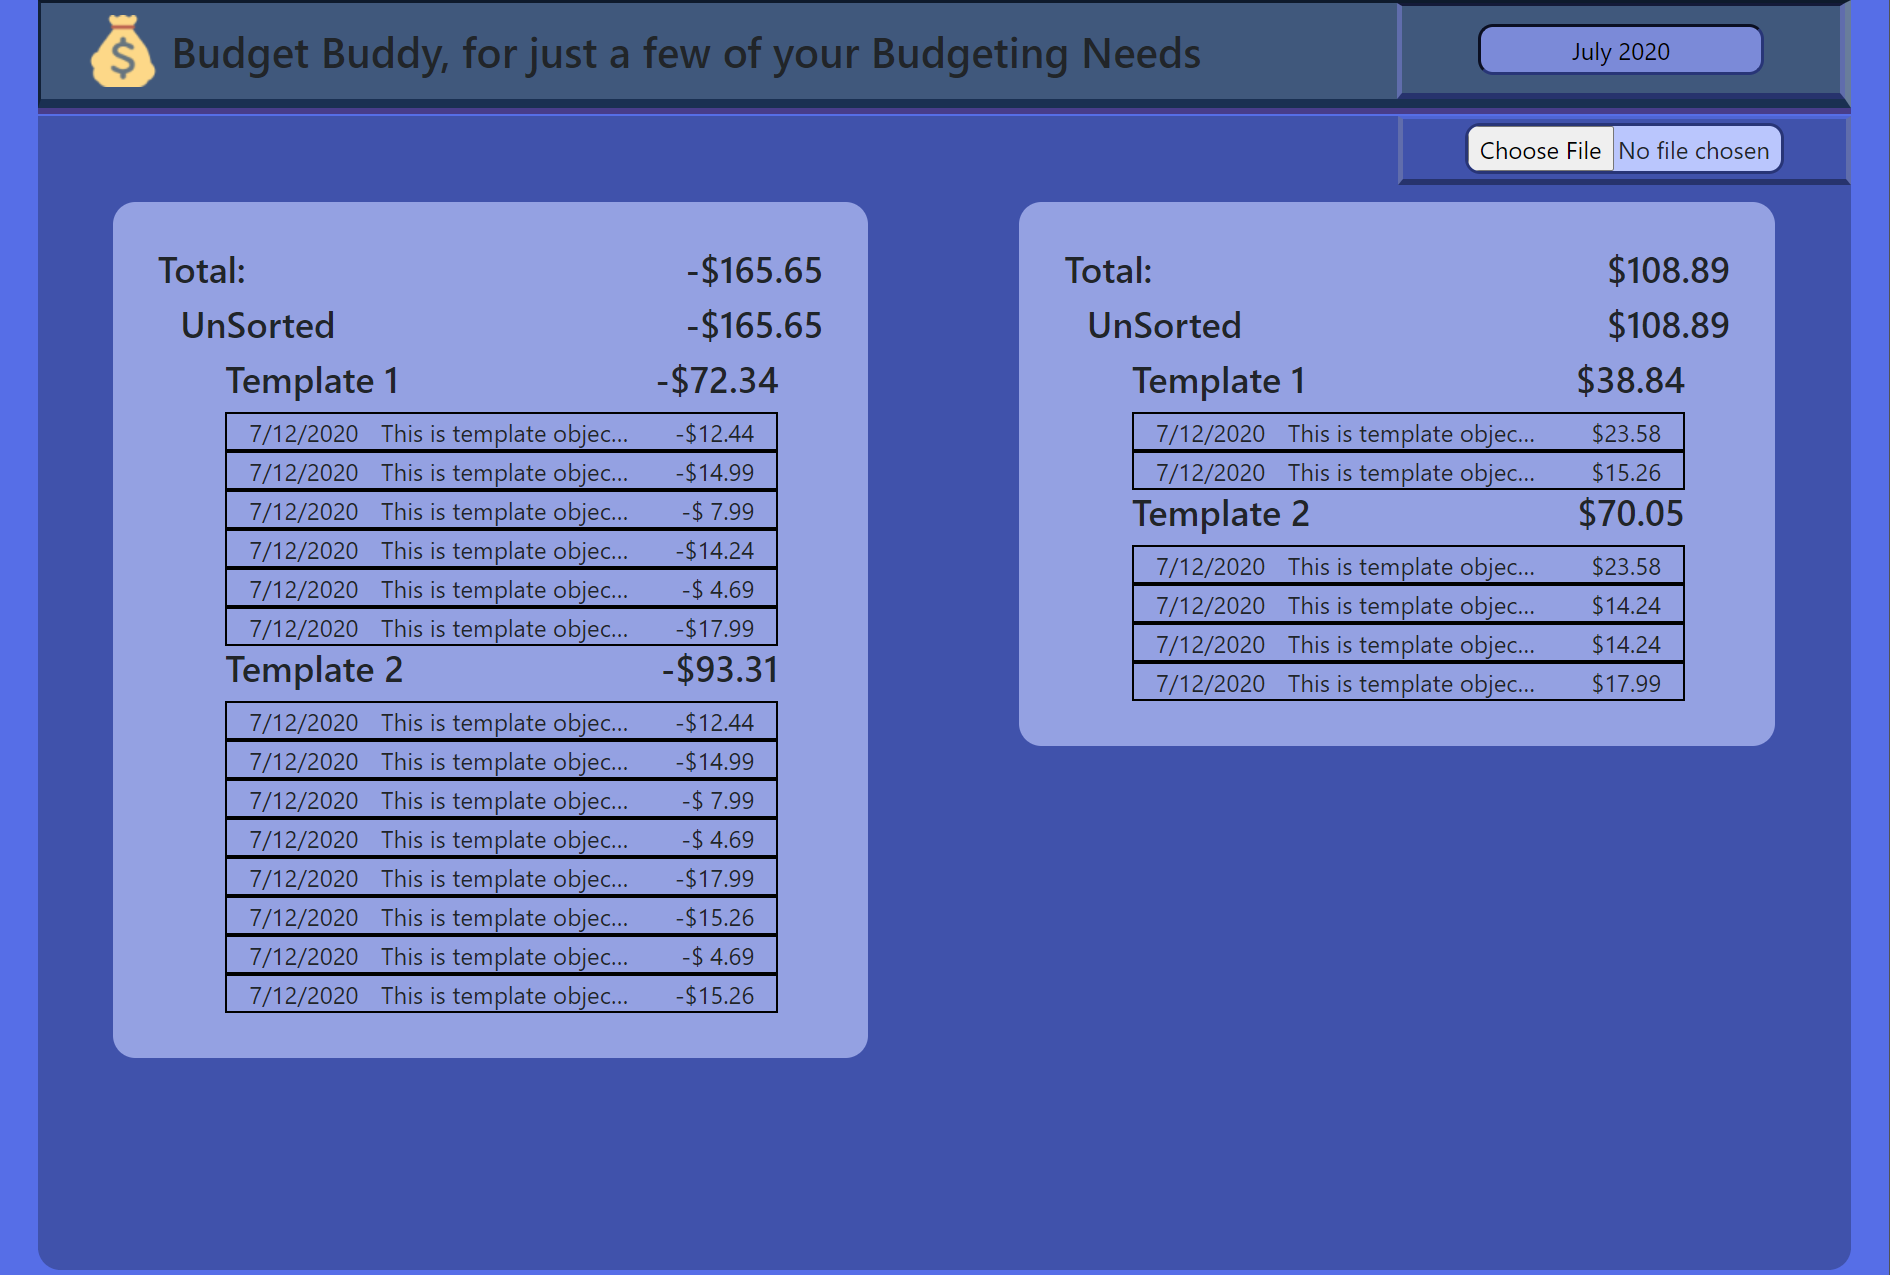 $
Budget Buddy, for just a few of your Budgeting Needs
July 2020
Choose File No file chosen
Total: -$165.65
UnSorted -$165.65
Template 1 -$72.34
7/12/2020 This is template objec... -$12.44
7/12/2020 This is template objec... -$14.99
7/12/2020 This is template objec... -$ 7.99
7/12/2020 This is template objec... -$14.24
7/12/2020 This is template objec... -$ 4.69
7/12/2020 This is template objec... -$17.99
Template 2 -$93.31
7/12/2020 This is template objec... -$12.44
7/12/2020 This is template objec... -$14.99
7/12/2020 This is template objec... -$ 7.99
7/12/2020 This is template objec... -$ 4.69
7/12/2020 This is template objec... -$17.99
7/12/2020 This is template objec... -$15.26
7/12/2020 This is template objec... -$ 4.69
7/12/2020 This is template objec... -$15.26
Total: $108.89
UnSorted $108.89
Template 1 $38.84
7/12/2020 This is template objec... $23.58
7/12/2020 This is template objec... $15.26
Template 2 $70.05
7/12/2020 This is template objec... $23.58
7/12/2020 This is template objec... $14.24
7/12/2020 This is template objec... $14.24
7/12/2020 This is template objec... $17.99